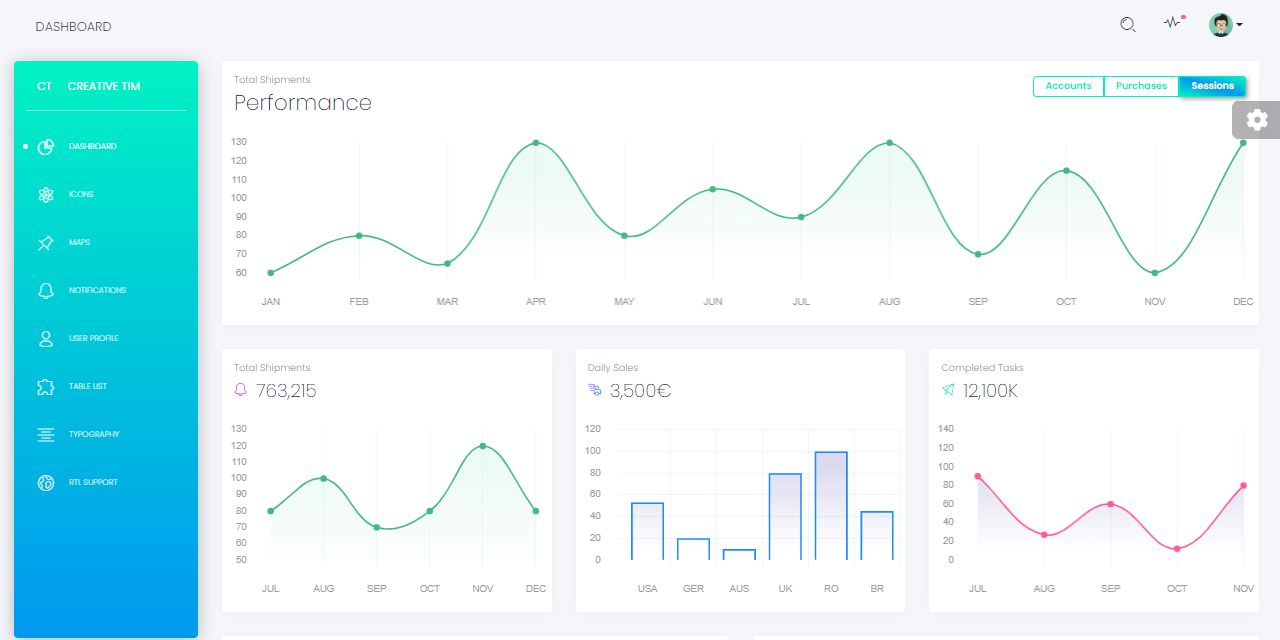 DASHBOARD
CT CREATIVE TIM
DASHBOARD
ICONS
MAPS
NOTIFICATIONS
USER PROFILE
TABLE LIST
TYPOGRAPHY
RTL SUPPORT
Total Shipments
Performance
Accounts Purchases Sessions
130
120
110
100
90
80
70
60
JAN FEB MAR APR MAY JUN JUL AUG SEP OCT NOV DEC
Total Shipments
763,215
130
120
110
100
90
80
70
60
50
JUL AUG SEP OCT NOV DEC
Daily Sales
3,500€
120
100
80
60
40
20
0
USA GER AUS UK RO BR
Completed Tasks
12,100K
140
120
100
80
60
40
20
0
JUL AUG SEP OCT NOV